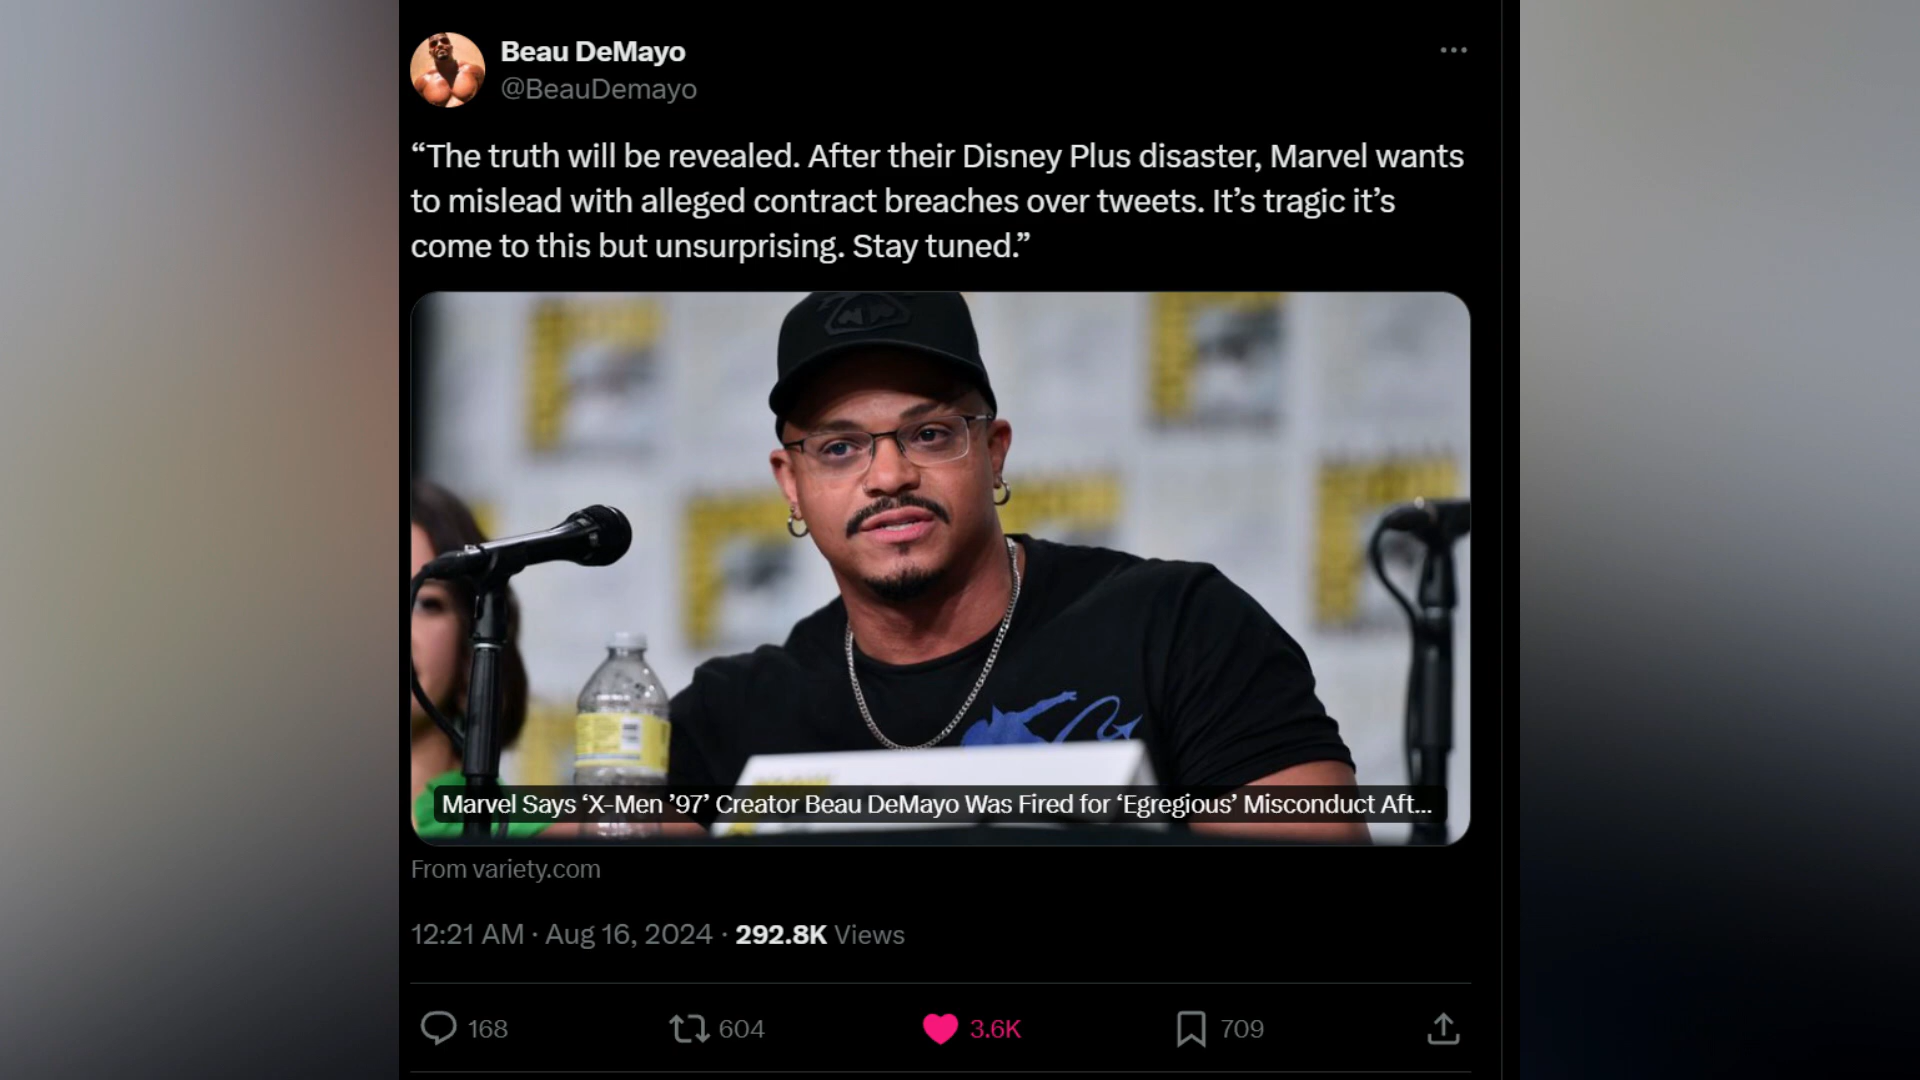 Beau DeMayo
@BeauDemayo
“The truth will be revealed. After their Disney Plus disaster, Marvel wants
to mislead with alleged contract breaches over tweets. It’s tragic it’s
come to this but unsurprising. Stay tuned.”
Marvel Says ‘X-Men ’97’ Creator Beau DeMayo Was Fired for ‘Egregious’ Misconduct Aft...
From variety.com
12:21 AM · Aug 16, 2024 · 292.8K Views
168 604 3.6K 709